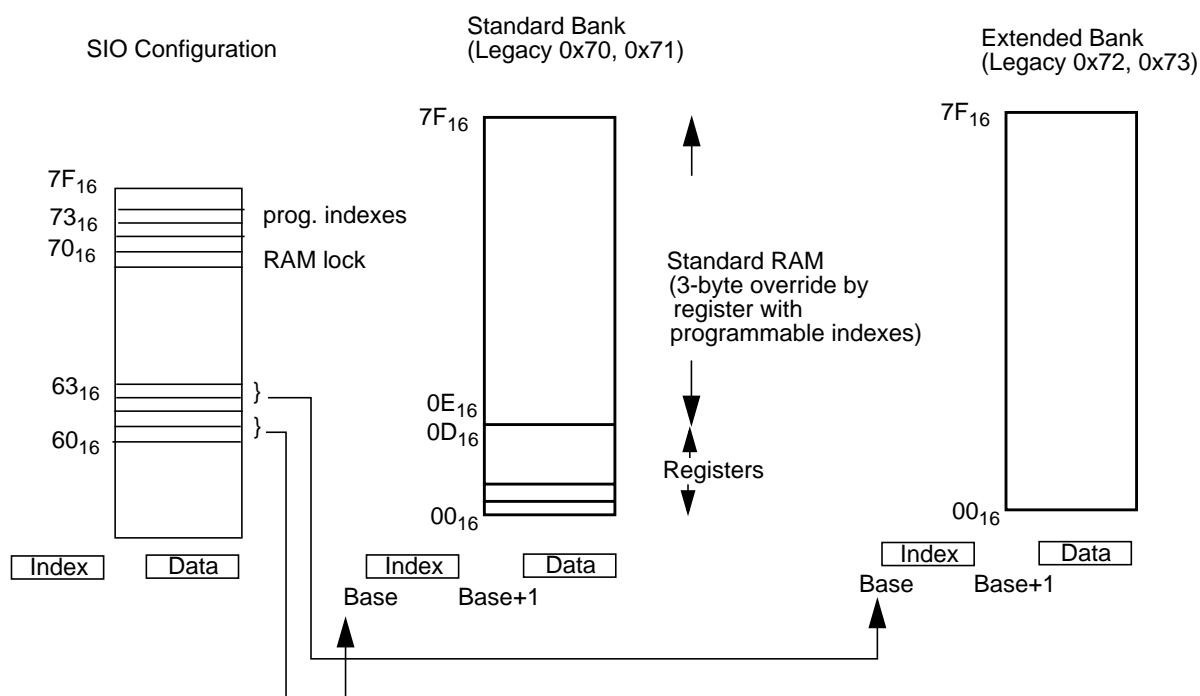 SIO Configuration
Standard Bank
(Legacy 0x70, 0x71)
Extended Bank
(Legacy 0x72, 0x73)
7F16
7316
7016
prog. indexes
RAM lock
6316
}
}
6016
Index
Data
7F16
0E16
0D16
0016
Standard RAM
(3-byte override by
register with
programmable indexes)
Registers
Index
Data
Base
Base+1
7F16
0016
Index
Data
Base
Base+1